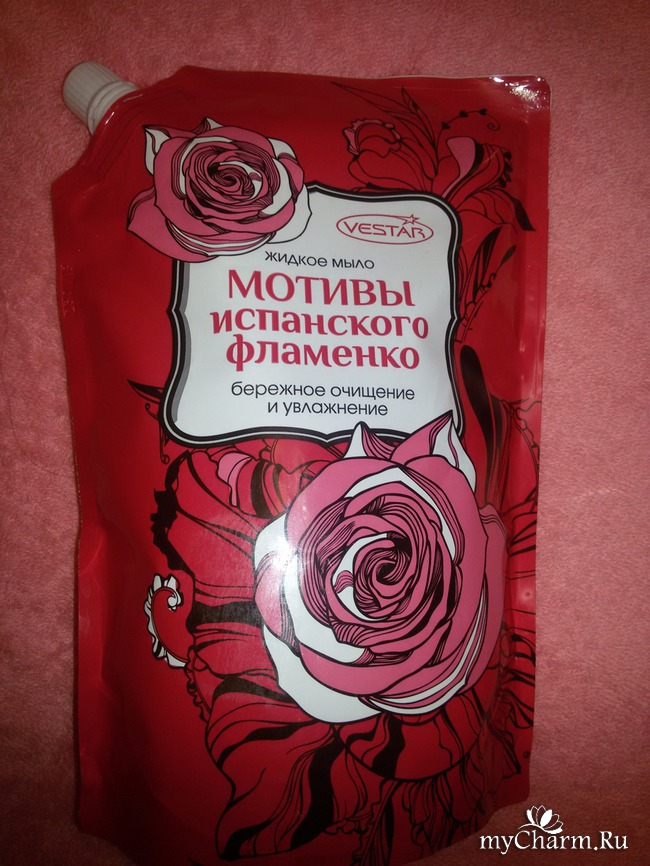 VESTAR
жидкое мыло
МОТИВЫ
испанского
фламенко
бережное очищение
и увлажнение
myCharm.Ru